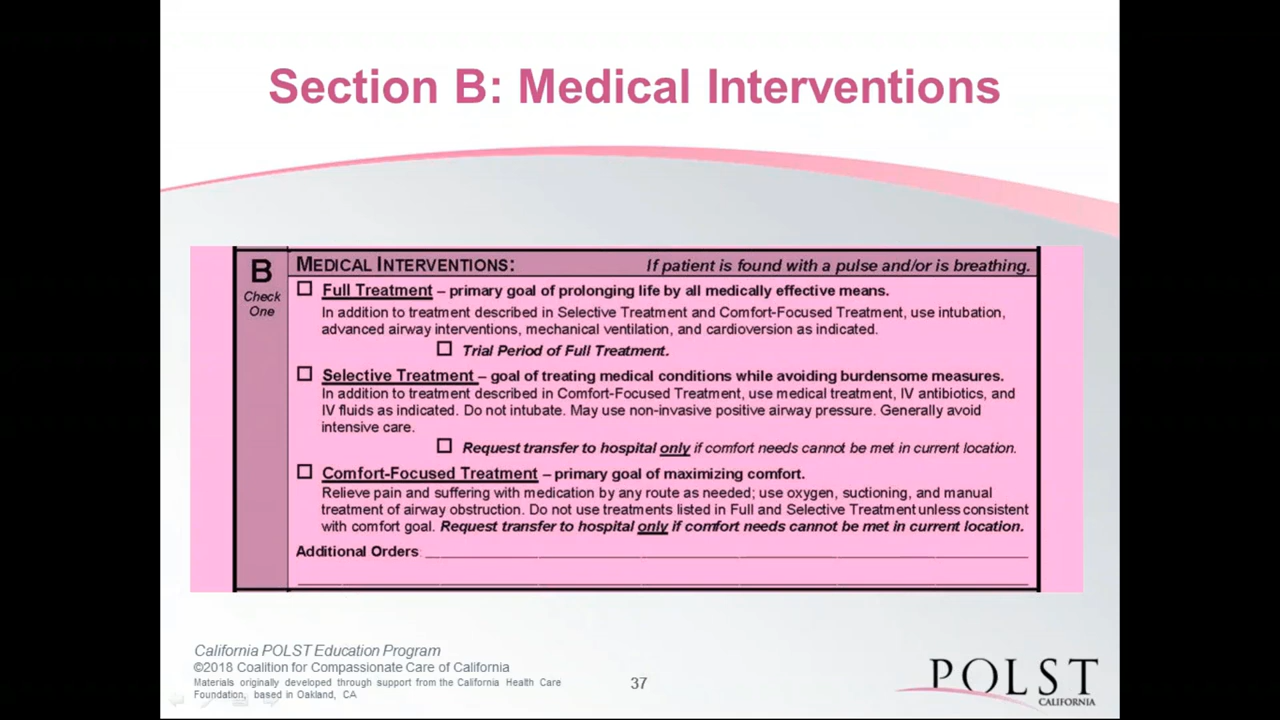 Section B: Medical Interventions
B
Check
One
MEDICAL INTERVENTIONS: If patient is found with a pulse and/or is breathing.
Full Treatment – primary goal of prolonging life by all medically effective means.
In addition to treatment described in Selective Treatment and Comfort-Focused Treatment, use intubation,
advanced airway interventions, mechanical ventilation, and cardioversion as indicated.
Trial Period of Full Treatment.
Selective Treatment – goal of treating medical conditions while avoiding burdensome measures.
In addition to treatment described in Comfort-Focused Treatment, use medical treatment, IV antibiotics, and
IV fluids as indicated. Do not intubate. May use non-invasive positive airway pressure. Generally avoid
intensive care.
Request transfer to hospital only if comfort needs cannot be met in current location.
Comfort-Focused Treatment – primary goal of maximizing comfort.
Relieve pain and suffering with medication by any route as needed; use oxygen, suctioning, and manual
treatment of airway obstruction. Do not use treatments listed in Full and Selective Treatment unless consistent
with comfort goal. Request transfer to hospital only if comfort needs cannot be met in current location.
Additional Orders:
California POLST Education Program
©2018 Coalition for Compassionate Care of California
Materials originally developed through support from the California Health Care
Foundation, based in Oakland, CA
37
POLST
CALIFORNIA